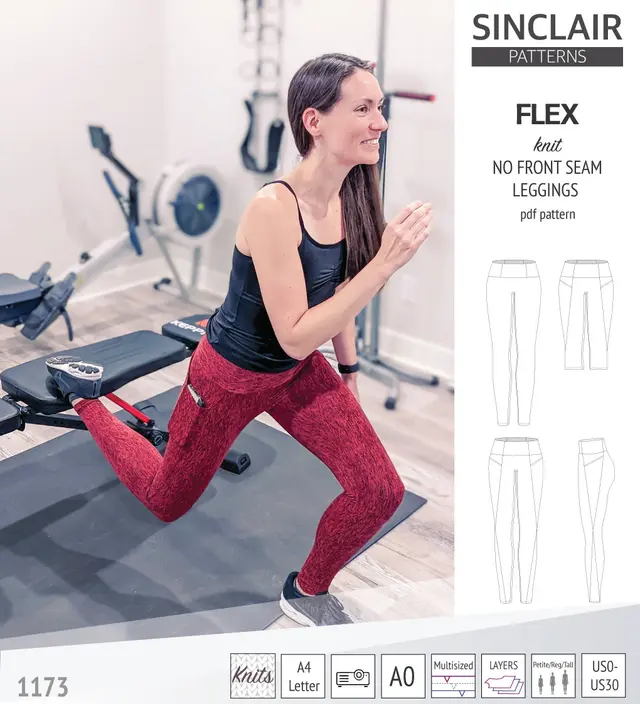 SINCLAIR
PATTERNS
FLEX
knit
NO FRONT SEAM
LEGGINGS
pdf pattern
KEPPI
1173
Knits
A4
Letter
A0
Multisized
LAYERS
Petite/Reg/Tall
US0-
US30